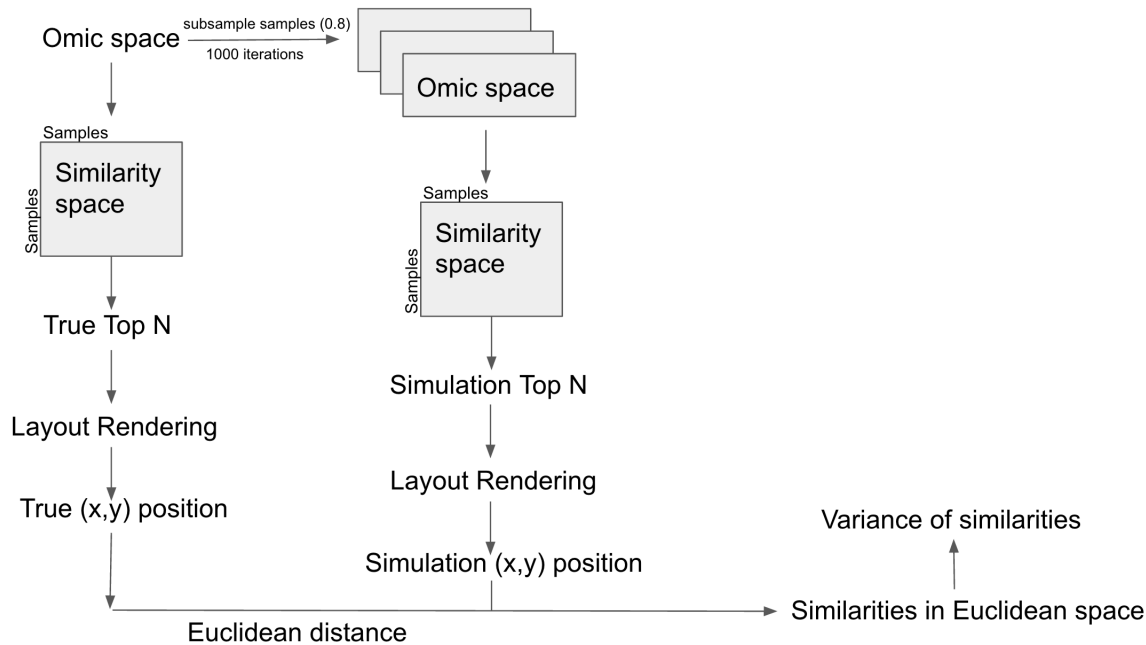 Omic space
subsample samples (0.8)
1000 iterations
Omic space
Samples
Samples
Similarity
space
True Top N
Layout Rendering
True (x,y) position
Samples
Samples
Similarity
space
Simulation Top N
Layout Rendering
Simulation (x,y) position
Euclidean distance
Variance of similarities
Similarities in Euclidean space